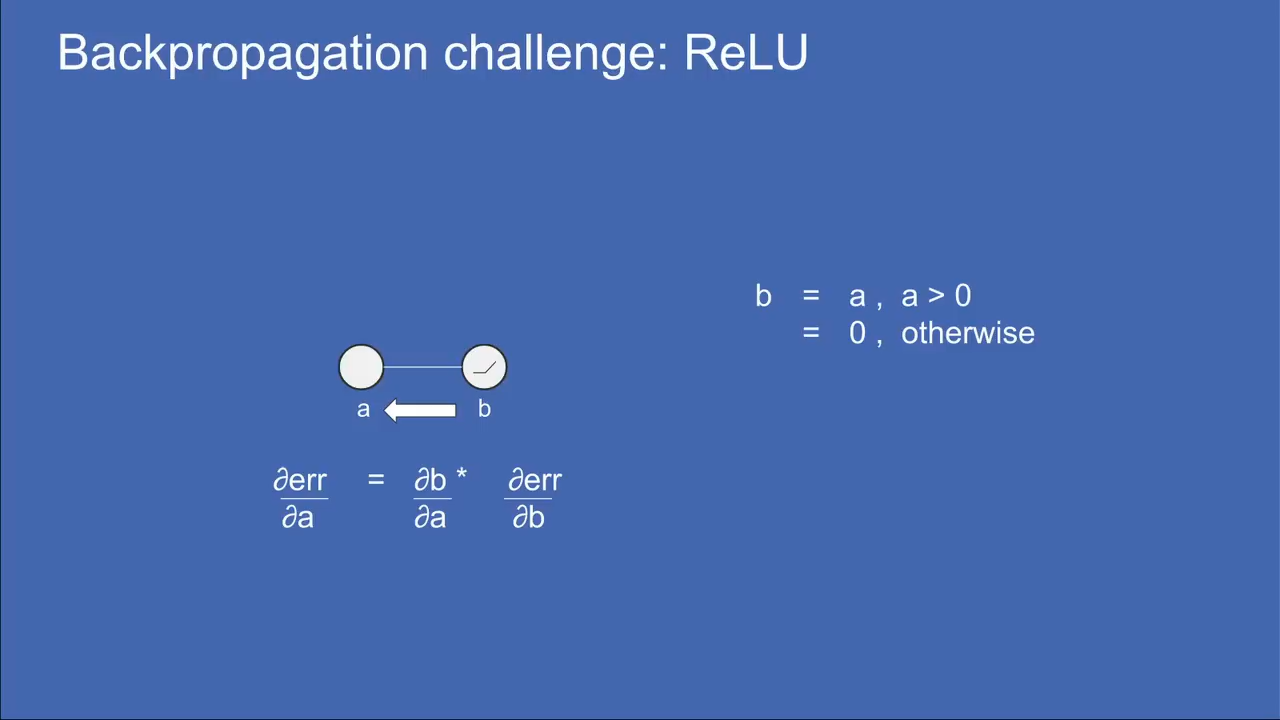 Backpropagation challenge: ReLU
b = a , a > 0
= 0 , otherwise
a b
∂err = ∂b * ∂err
∂a ∂a ∂b